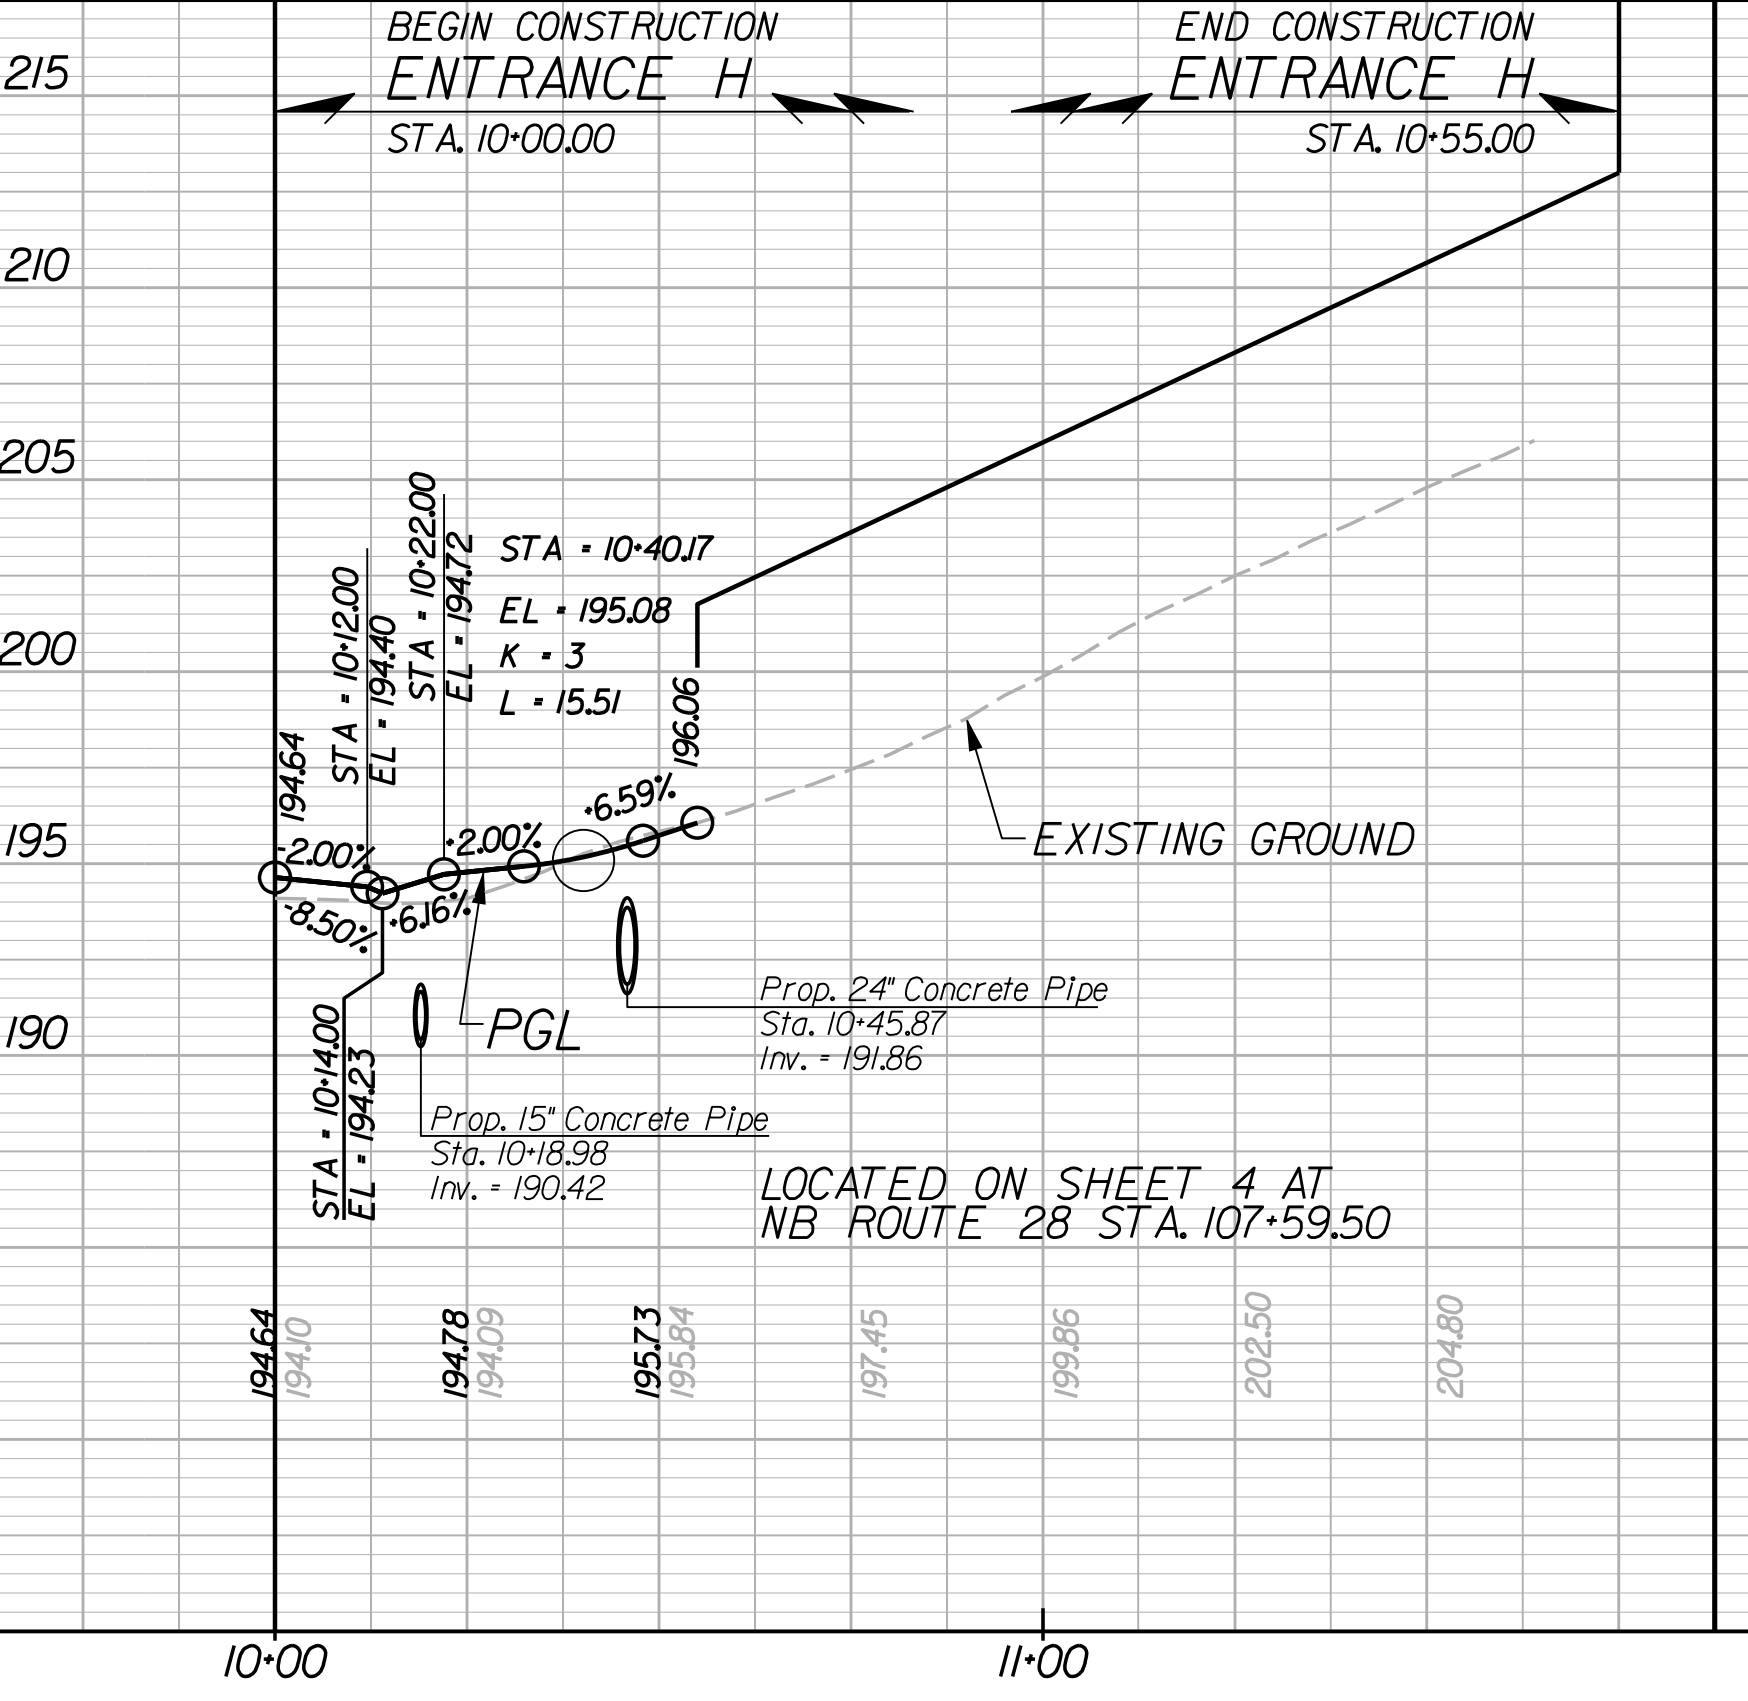 BEGIN CONSTRUCTION
ENTRANCE H
STA. 10+00.00
END CONSTRUCTION
ENTRANCE H
STA. 10+55.00
215
210
205
200
195
190
194.64
STA = 10+12.00
EL = 194.40
STA = 10+22.00
EL = 194.72
STA = 10+40.17
EL = 195.08
K = 3
L = 15.51
196.06
-2.00%
+2.00%
+6.59%
-8.50%
+6.16%
EXISTING GROUND
PGL
STA = 10+14.00
EL = 194.23
Prop. 24" Concrete Pipe
Sta. 10+45.87
Inv. = 191.86
Prop. 15" Concrete Pipe
Sta. 10+18.98
Inv. = 190.42
LOCATED ON SHEET 4 AT
NB ROUTE 28 STA. 107+59.50
194.64
194.10
194.78
194.09
195.73
195.84
197.45
199.86
202.50
204.80
10+00
11+00